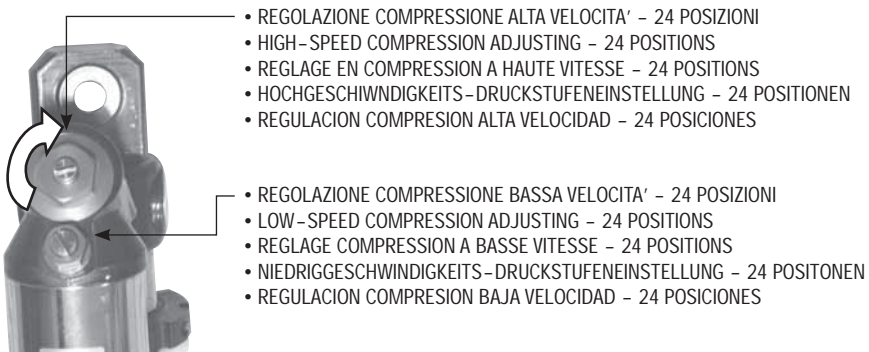 • REGOLAZIONE COMPRESSIONE ALTA VELOCITA’ – 24 POSIZIONI
• HIGH–SPEED COMPRESSION ADJUSTING – 24 POSITIONS
• REGLAGE EN COMPRESSION A HAUTE VITESSE – 24 POSITIONS
• HOCHGESCHIWNDIGKEITS–DRUCKSTUFENEINSTELLUNG – 24 POSITIONEN
• REGULACION COMPRESION ALTA VELOCIDAD – 24 POSICIONES
• REGOLAZIONE COMPRESSIONE BASSA VELOCITA’ – 24 POSIZIONI
• LOW–SPEED COMPRESSION ADJUSTING – 24 POSITIONS
• REGLAGE COMPRESSION A BASSE VITESSE – 24 POSITIONS
• NIEDRIGGESCHWINDIGKEITS–DRUCKSTUFENEINSTELLUNG – 24 POSITONEN
• REGULACION COMPRESION BAJA VELOCIDAD – 24 POSICIONES